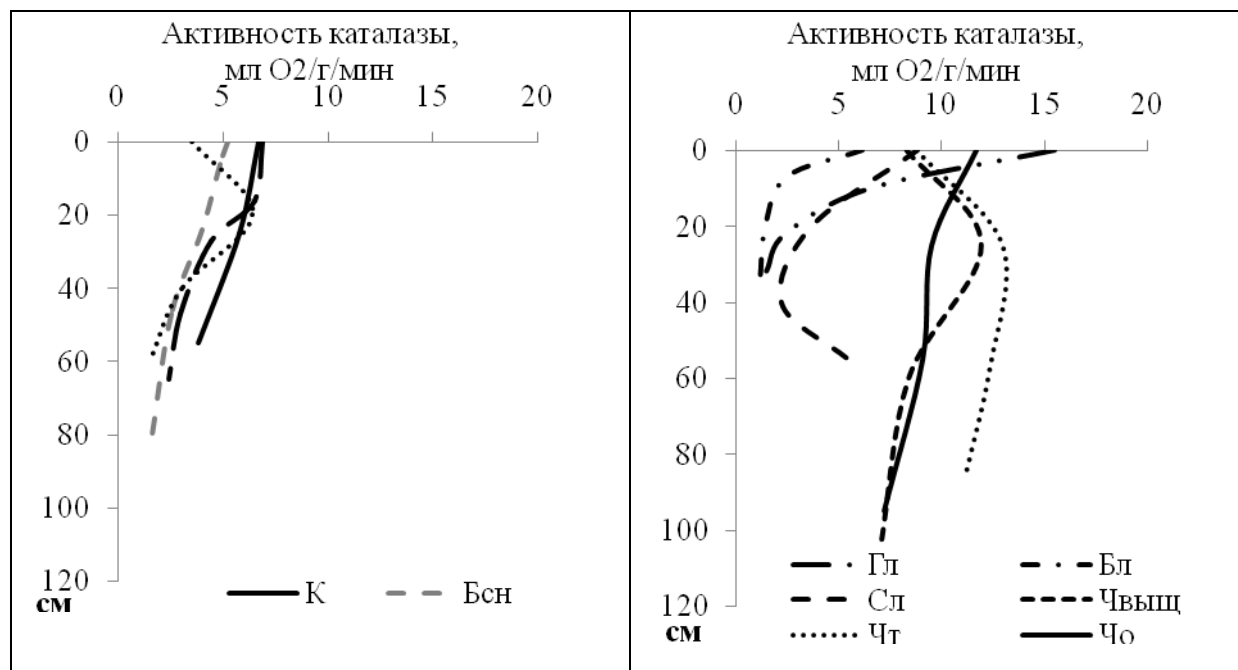 Активность каталазы,
мл О2/г/мин
0 5 10 15 20
0
20
40
60
80
100
120
см
К Бсн
Активность каталазы,
мл О2/г/мин
0 5 10 15 20
0
20
40
60
80
100
120
см
Гл Бл
Сл Чвыщ
Чт Чо